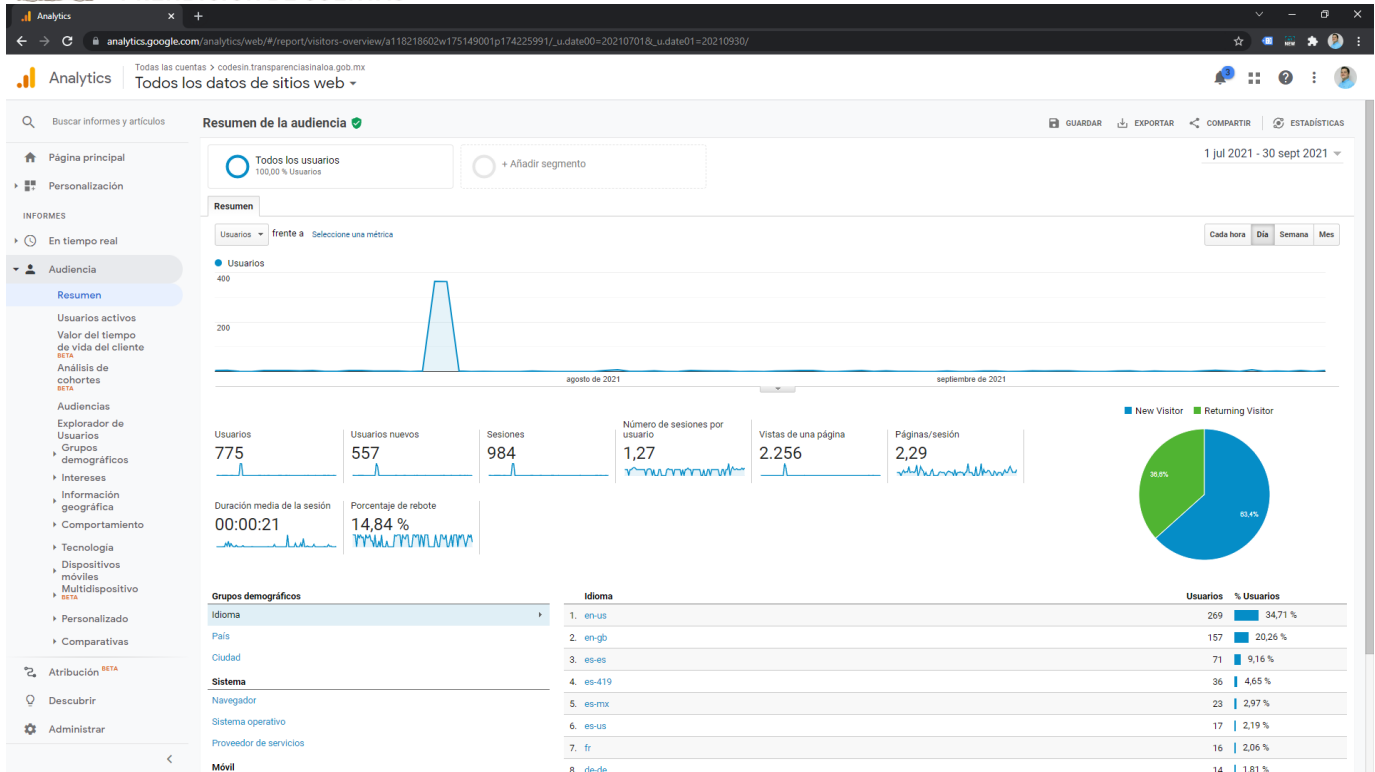 Analytics
analytics.google.com/analytics/web/#/report/visitors-overview/a118218602w175149001p174225991/_u.date00=20210701&_u.date01=20210930/
NEW
Analytics
Todas las cuentas > codesin.transparenciasinaloa.gob.mx
Todos los datos de sitios web
3
Buscar informes y artículos
Página principal
Personalización
INFORMES
En tiempo real
Audiencia
Resumen
Usuarios activos
Valor del tiempo
de vida del cliente
BETA
Análisis de
cohortes
BETA
Audiencias
Explorador de
Usuarios
Grupos
demográficos
Intereses
Información
geográfica
Comportamiento
Tecnología
Dispositivos
móviles
Multidispositivo
BETA
Personalizado
Comparativas
Atribución BETA
Descubrir
Administrar
Resumen de la audiencia
GUARDAR EXPORTAR COMPARTIR ESTADÍSTICAS
Todos los usuarios
100,00 % Usuarios
+ Añadir segmento
1 jul 2021 - 30 sept 2021
Resumen
Usuarios frente a Seleccione una métrica
Cada hora Día Semana Mes
Usuarios
400
200
agosto de 2021 septiembre de 2021
Usuarios
775
Usuarios nuevos
557
Sesiones
984
Número de sesiones por
usuario
1,27
Vistas de una página
2.256
Páginas/sesión
2,29
Duración media de la sesión
00:00:21
Porcentaje de rebote
14,84 %
New Visitor Returning Visitor
36,6%
63,4%
Grupos demográficos
Idioma
País
Ciudad
Sistema
Navegador
Sistema operativo
Proveedor de servicios
Móvil
Idioma Usuarios % Usuarios
1. en-us 269 34,71 %
2. en-gb 157 20,26 %
3. es-es 71 9,16 %
4. es-419 36 4,65 %
5. es-mx 23 2,97 %
6. es-us 17 2,19 %
7. fr 16 2,06 %
8. de-de 14 1,81 %